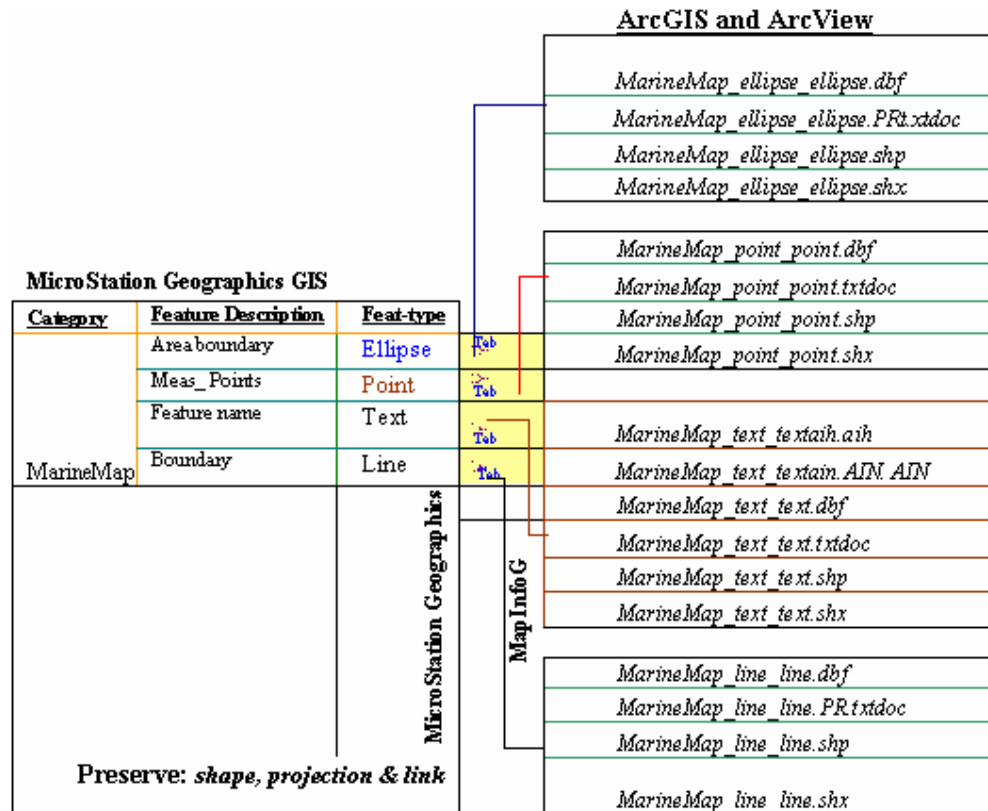 ArcGIS and ArcView
MarineMap_ellipse_ellipse.dbf
MarineMap_ellipse_ellipse.PRt.xtdoc
MarineMap_ellipse_ellipse.shp
MarineMap_ellipse_ellipse.shx
MarineMap_point_point.dbf
MarineMap_point_point.txtdoc
MarineMap_point_point.shp
MarineMap_point_point.shx
MicroStation Geographics GIS
Category Feature Description Feat-type
Area boundary Ellipse Tab
Meas_Points Point Tab
Feature name Text Tab
MarineMap Boundary Line Tab
MarineMap_text_textaih.aih
MarineMap_text_textain.AIN.AIN
MarineMap_text_text.dbf
MarineMap_text_text.txtdoc
MarineMap_text_text.shp
MarineMap_text_text.shx
MicroStation Geographics
MapInfoG
MarineMap_line_line.dbf
MarineMap_line_line.PR.txtdoc
MarineMap_line_line.shp
MarineMap_line_line.shx
Preserve: shape, projection & link